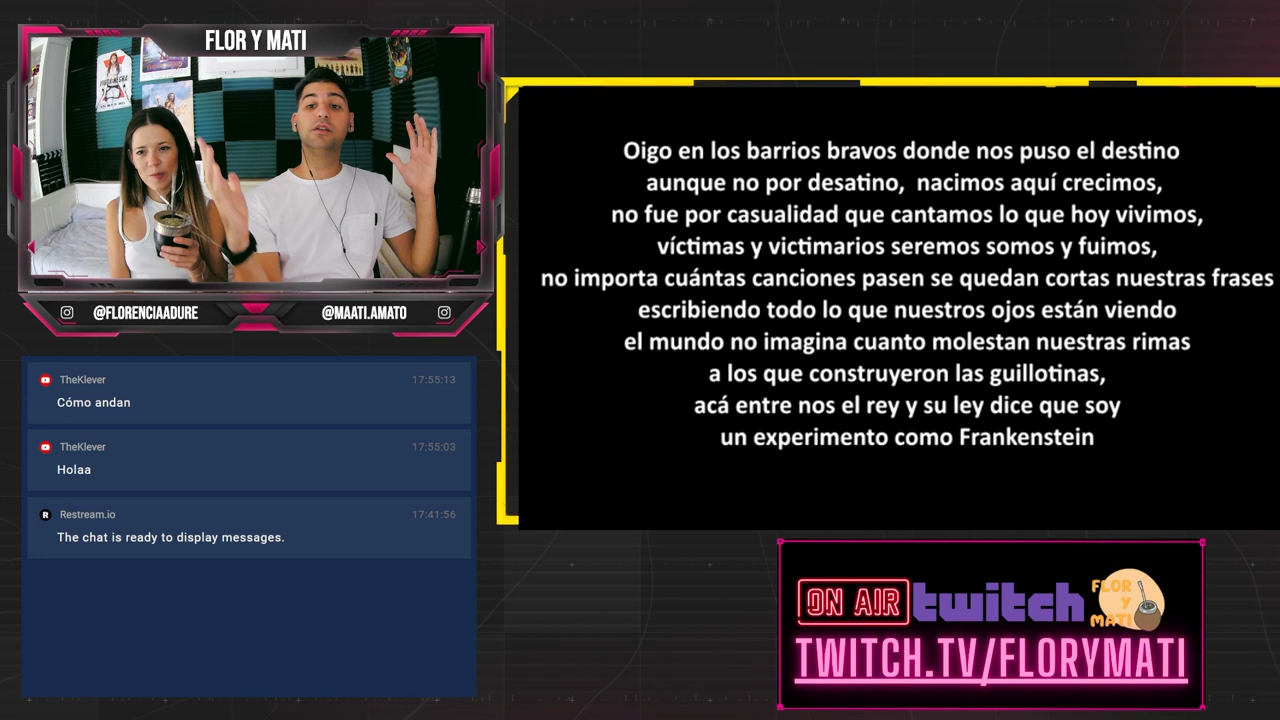 FLOR Y MATI
@FLORENCIAADURE
@MAATI.AMATO
TheKlever
17:55:13
Cómo andan
TheKlever
17:55:03
Holaa
Restream.io
17:41:56
The chat is ready to display messages.
Oigo en los barrios bravos donde nos puso el destino
aunque no por desatino, nacimos aquí crecimos,
no fue por casualidad que cantamos lo que hoy vivimos,
víctimas y victimarios seremos somos y fuimos,
no importa cuántas canciones pasen se quedan cortas nuestras frases
escribiendo todo lo que nuestros ojos están viendo
el mundo no imagina cuanto molestan nuestras rimas
a los que construyeron las guillotinas,
acá entre nos el rey y su ley dice que soy
un experimento como Frankenstein
ON AIR
twitch
FLOR
Y
MATI
TWITCH.TV/FLORYMATI